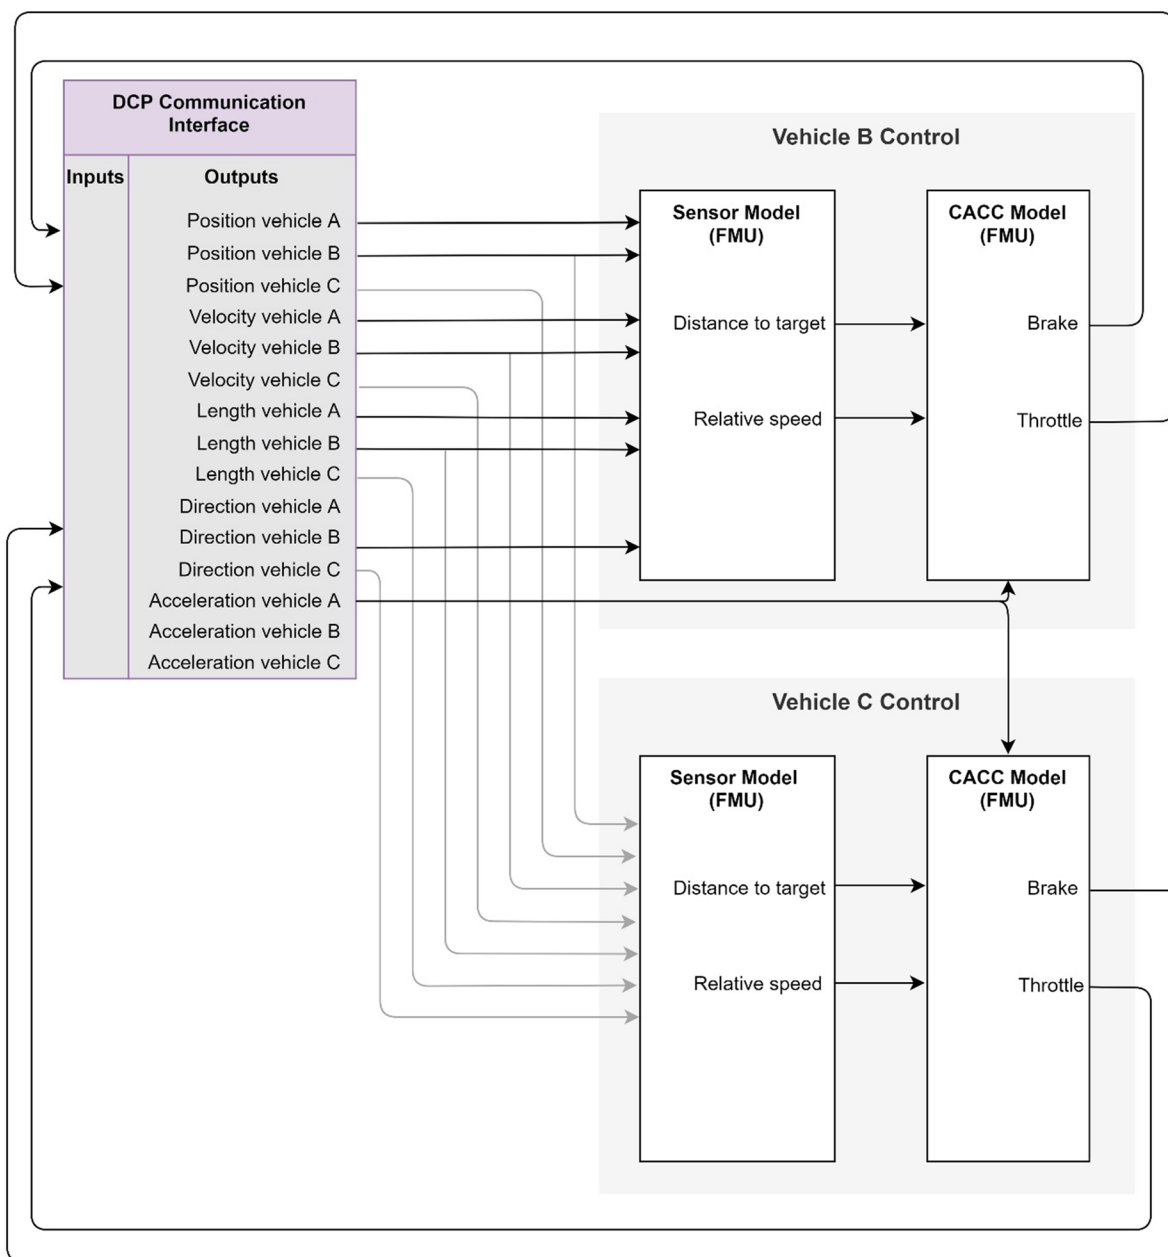 DCP Communication
Interface
Inputs
Outputs
Position vehicle A
Position vehicle B
Position vehicle C
Velocity vehicle A
Velocity vehicle B
Velocity vehicle C
Length vehicle A
Length vehicle B
Length vehicle C
Direction vehicle A
Direction vehicle B
Direction vehicle C
Acceleration vehicle A
Acceleration vehicle B
Acceleration vehicle C
Vehicle B Control
Sensor Model
(FMU)
Distance to target
Relative speed
CACC Model
(FMU)
Brake
Throttle
Vehicle C Control
Sensor Model
(FMU)
Distance to target
Relative speed
CACC Model
(FMU)
Brake
Throttle